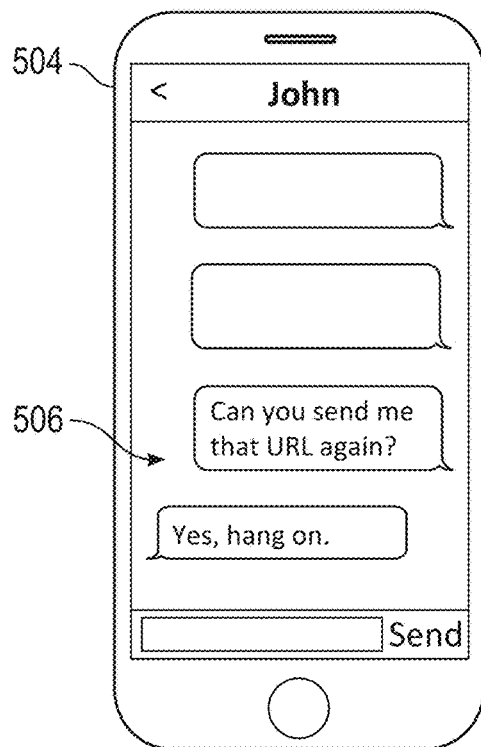 504
< John
506
Can you send me
that URL again?
Yes, hang on.
Send